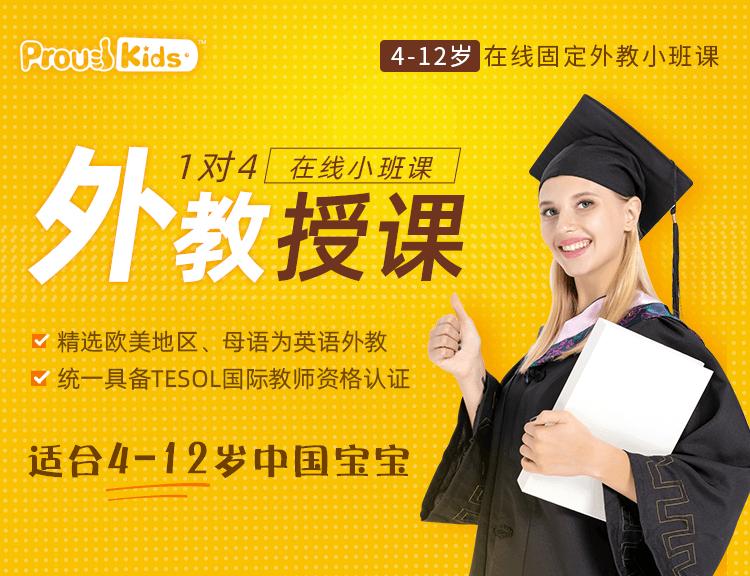 Proud Kids™
4-12岁 在线固定外教小班课
1对4 在线小班课
外教授课
精选欧美地区、母语为英语外教
统一具备TESOL国际教师资格认证
适合4-12岁中国宝宝